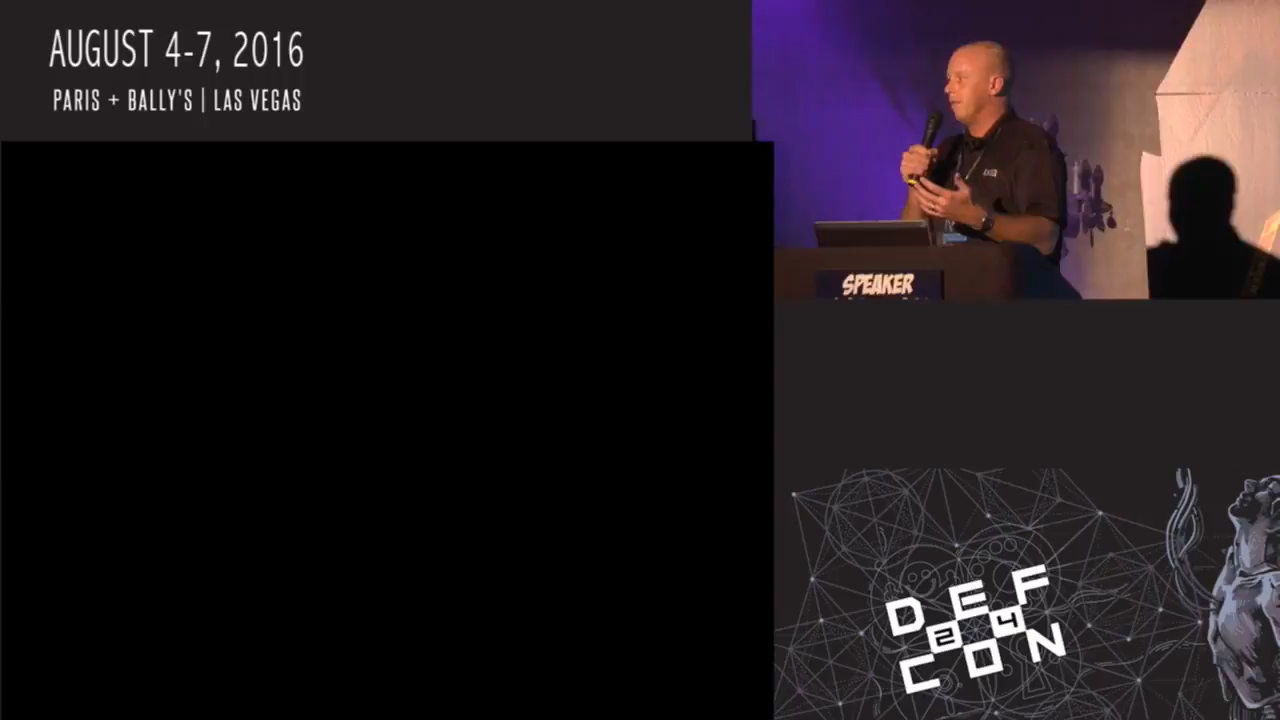 AUGUST 4-7, 2016
PARIS + BALLY'S | LAS VEGAS
SPEAKER
DEF
24
CON